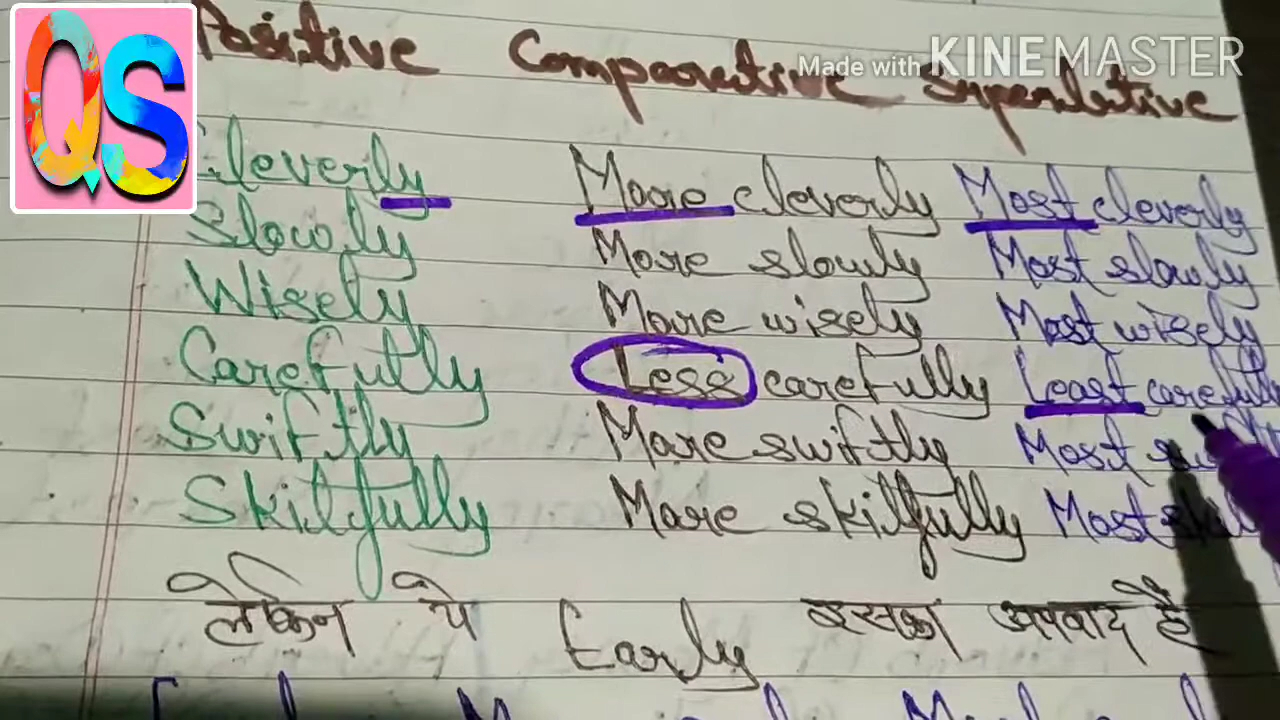 QS
Made with KINEMASTER
Positive Comparative Superlative
Cleverly More cleverly Most cleverly
Slowly More slowly Most slowly
Wisely More wisely Most wisely
Carefully Less carefully Least carefully
Swiftly More swiftly Most
Skilfully More skilfully Most
लेकिन ये Early इसका अपवाद है